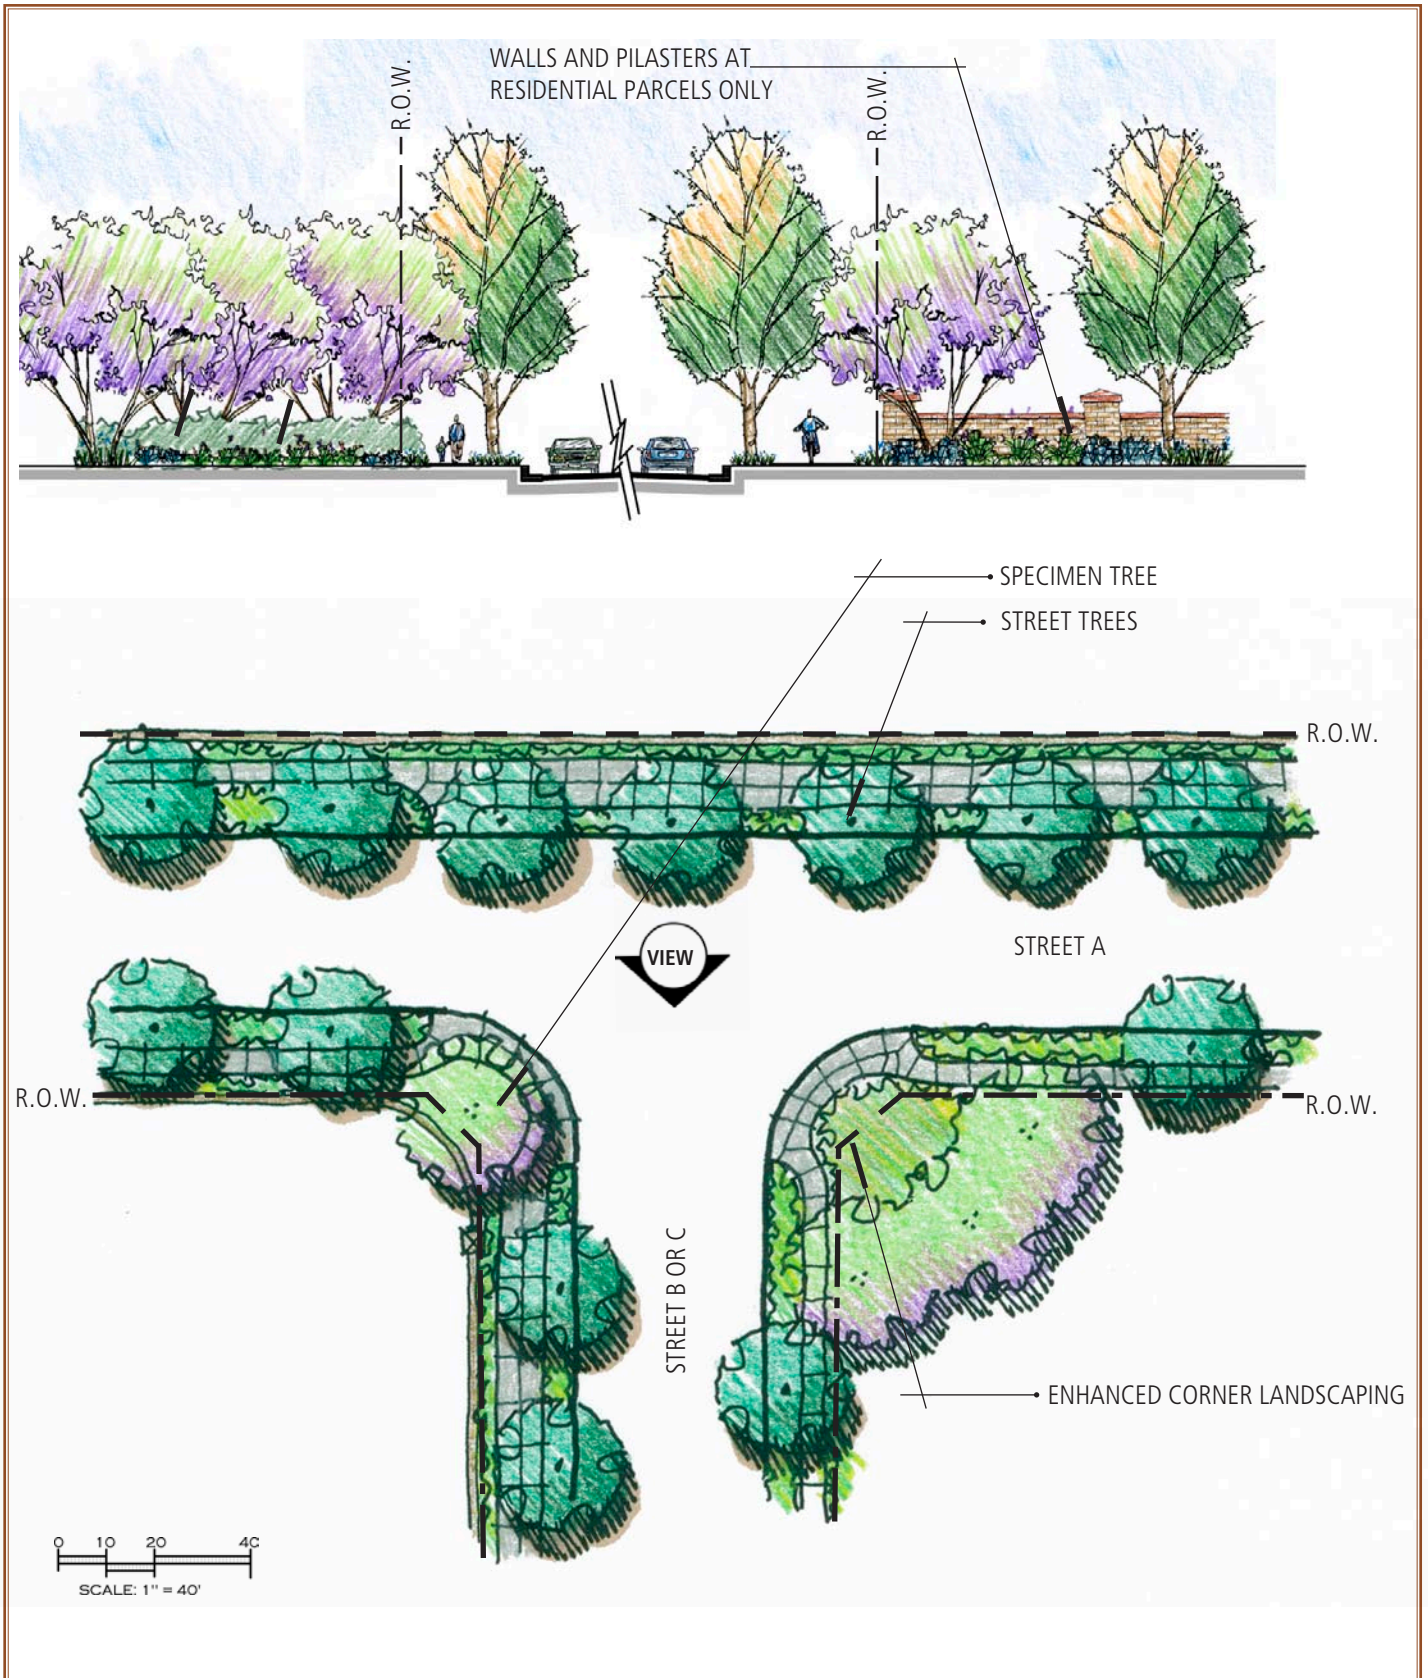 WALLS AND PILASTERS AT
RESIDENTIAL PARCELS ONLY
R.O.W.
R.O.W.
SPECIMEN TREE
STREET TREES
R.O.W.
VIEW
STREET A
R.O.W.
R.O.W.
STREET B OR C
ENHANCED CORNER LANDSCAPING
0 10 20 40
SCALE: 1" = 40'